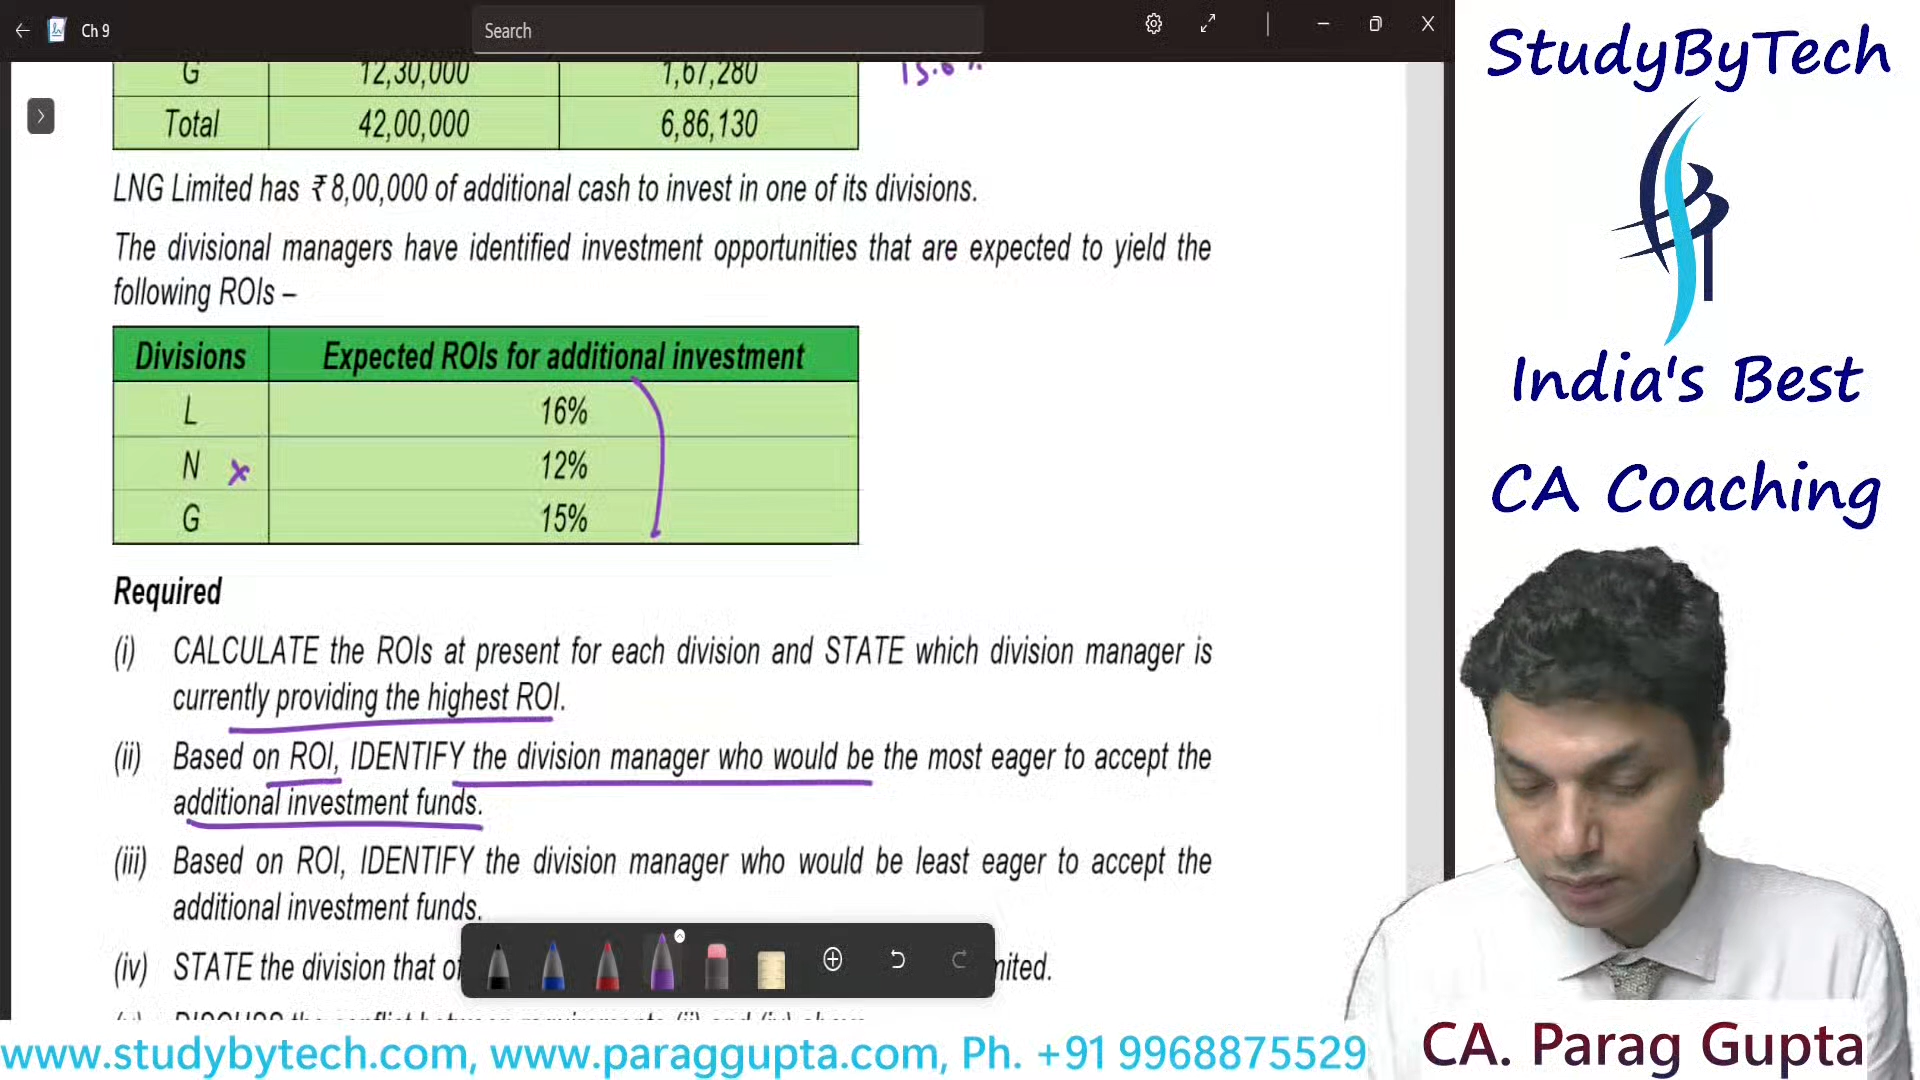 Ch 9
Search
G 12,30,000 1,67,280
Total 42,00,000 6,86,130
LNG Limited has ₹ 8,00,000 of additional cash to invest in one of its divisions.
The divisional managers have identified investment opportunities that are expected to yield the
following ROIs –
Divisions Expected ROIs for additional investment
L 16%
N x 12%
G 15%
Required
(i) CALCULATE the ROIs at present for each division and STATE which division manager is
currently providing the highest ROI.
(ii) Based on ROI, IDENTIFY the division manager who would be the most eager to accept the
additional investment funds.
(iii) Based on ROI, IDENTIFY the division manager who would be least eager to accept the
additional investment funds.
(iv) STATE the division that
StudyByTech
India's Best
CA Coaching
www.studybytech.com, www.paraggupta.com, Ph. +91 9968875529
CA. Parag Gupta